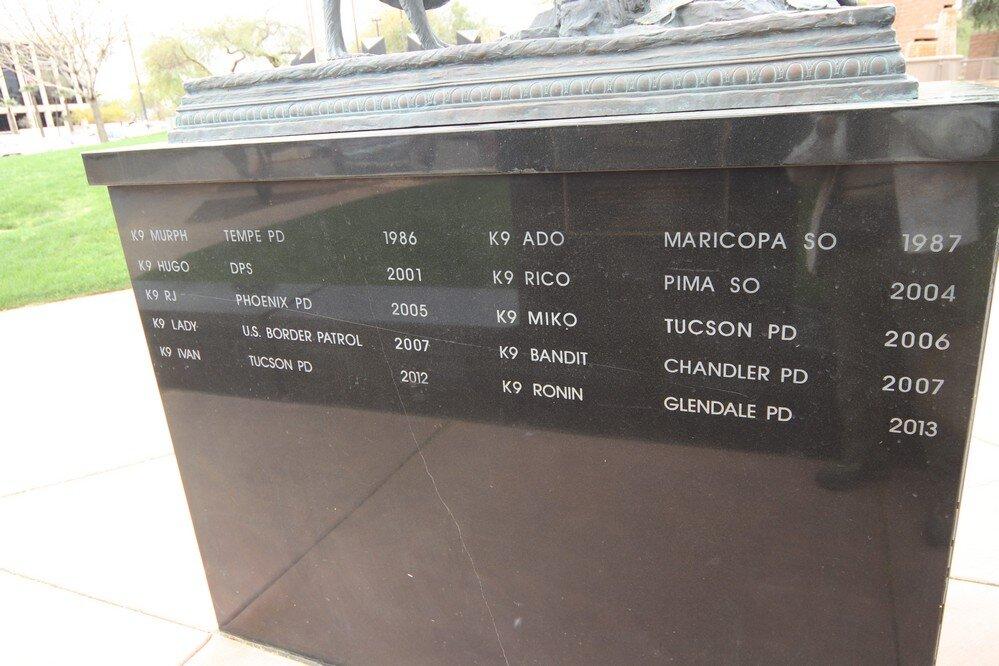 K9 MURPH TEMPE PD 1986 K9 ADO MARICOPA SO 1987
K9 HUGO DPS 2001 K9 RICO PIMA SO 2004
K9 RJ PHOENIX PD 2005 K9 MIKO TUCSON PD 2006
K9 LADY U.S. BORDER PATROL 2007 K9 BANDIT CHANDLER PD 2007
K9 IVAN TUCSON PD 2012 K9 RONIN GLENDALE PD 2013